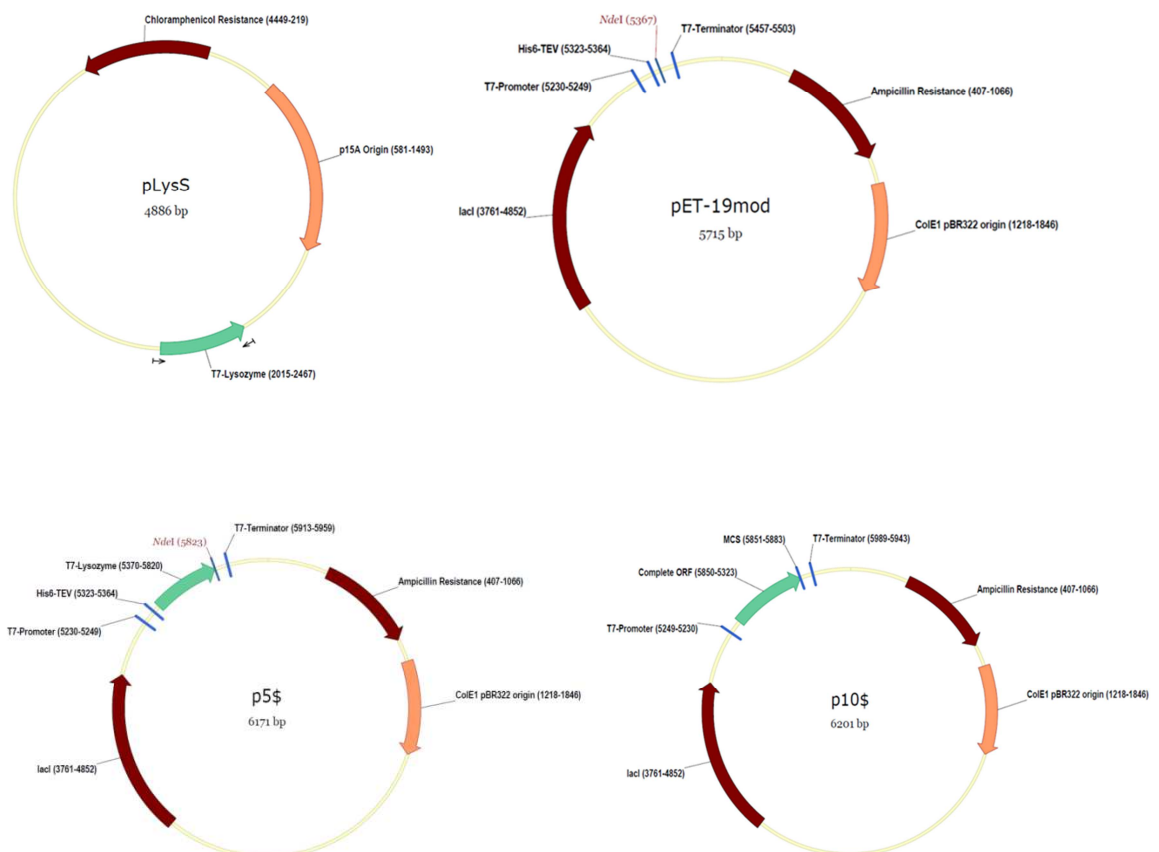 Chloramphenicol Resistance (4449-219)
p15A Origin (581-1493)
pLysS
4886 bp
T7-Lysozyme (2015-2467)
NdeI (5367)
T7-Terminator (5457-5503)
His6-TEV (5323-5364)
T7-Promoter (5230-5249)
Ampicillin Resistance (407-1066)
lacI (3761-4852)
pET-19mod
5715 bp
ColE1 pBR322 origin (1218-1846)
T7-Terminator (5913-5959)
NdeI (5823)
T7-Lysozyme (5370-5820)
His6-TEV (5323-5364)
T7-Promoter (5230-5249)
Ampicillin Resistance (407-1066)
p5$
6171 bp
ColE1 pBR322 origin (1218-1846)
lacI (3761-4852)
MCS (5851-5883)
T7-Terminator (5989-5943)
Complete ORF (5850-5323)
Ampicillin Resistance (407-1066)
T7-Promoter (5249-5230)
p10$
6201 bp
ColE1 pBR322 origin (1218-1846)
lacI (3761-4852)